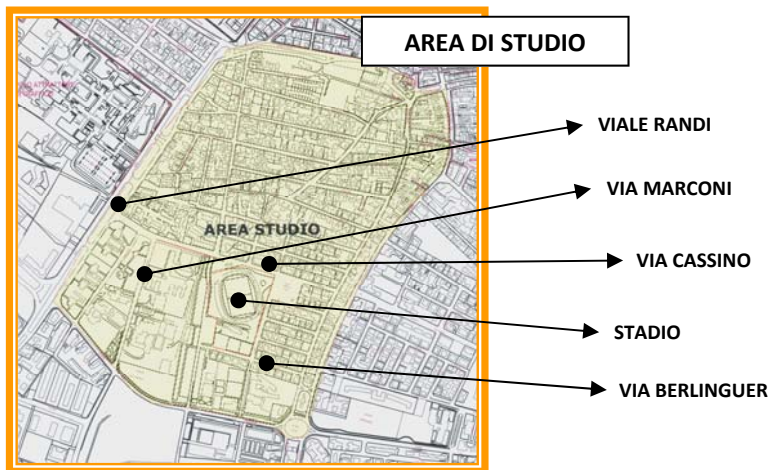 AREA DI STUDIO
VIALE RANDI
VIA MARCONI
AREA STUDIO
VIA CASSINO
STADIO
VIA BERLINGUER